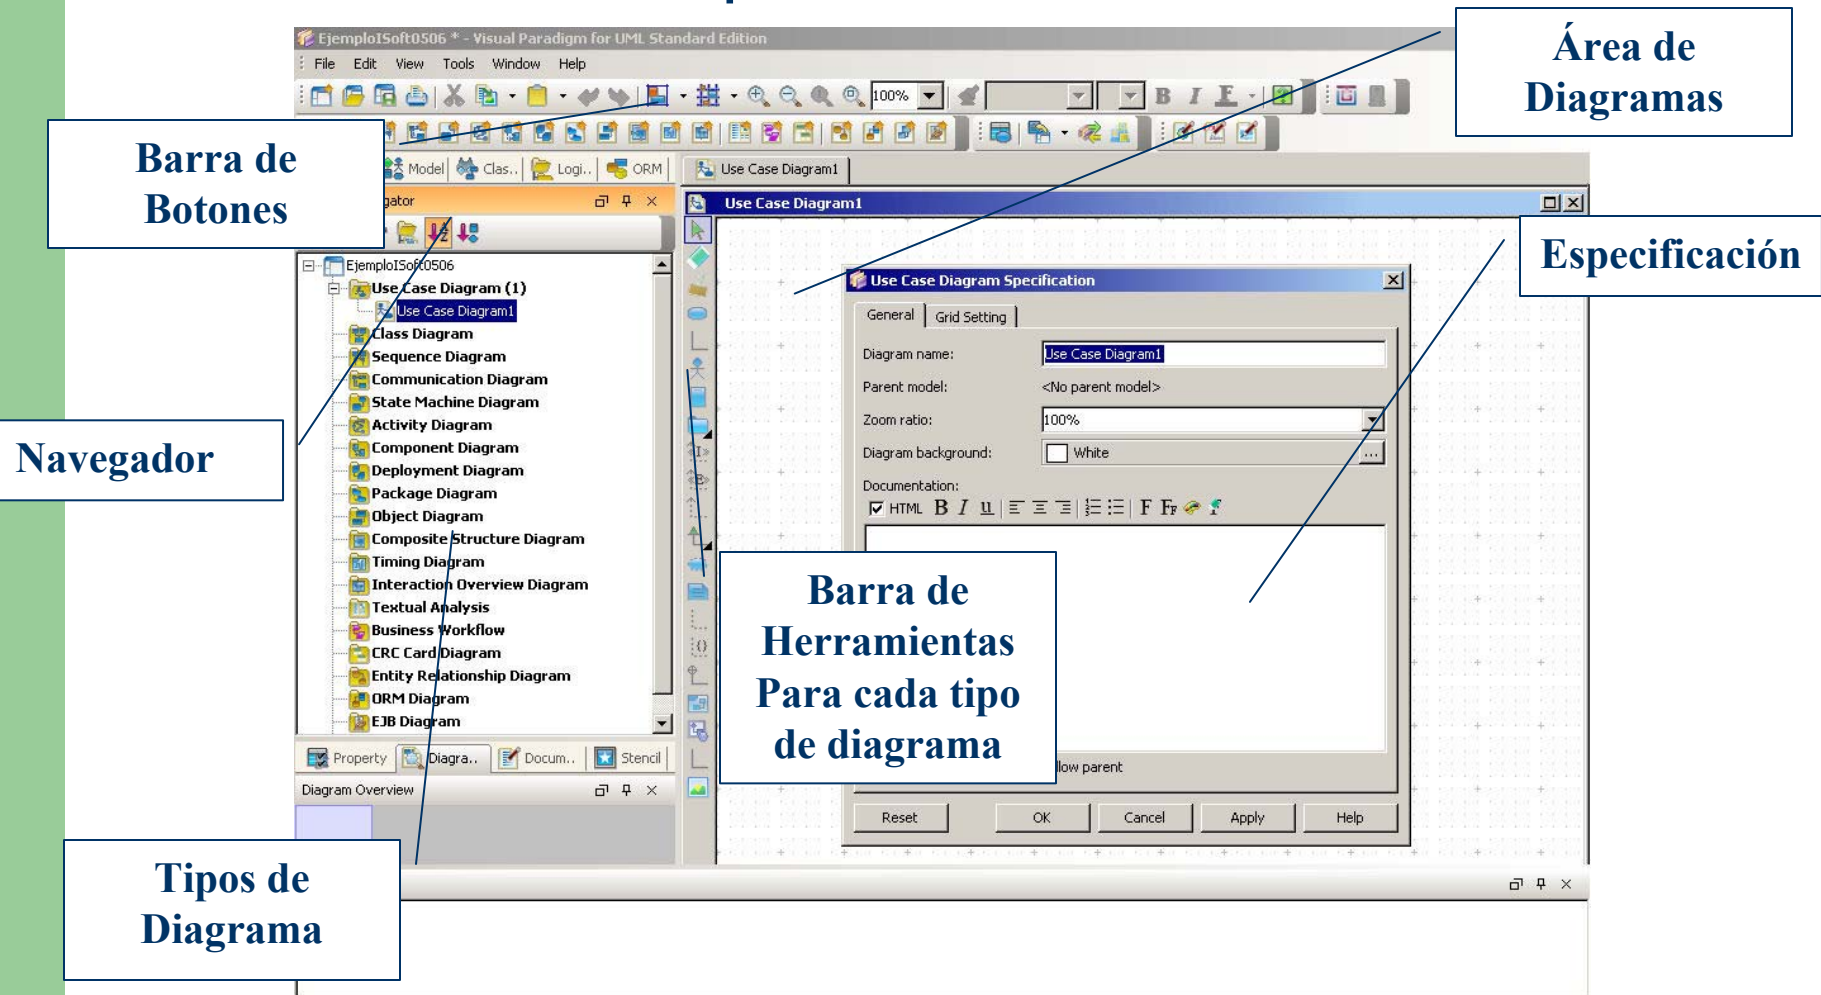 EjemploISoft0506 * - Visual Paradigm for UML Standard Edition
File Edit View Tools Window Help
100% B I F
Área de
Diagramas
Barra de
Botones
Model Clas.. Logi.. ORM
Use Case Diagram1
gator
Use Case Diagram1
Especificación
EjemploISoft0506
Use Case Diagram (1)
Use Case Diagram1
Class Diagram
Sequence Diagram
Communication Diagram
State Machine Diagram
Activity Diagram
Component Diagram
Deployment Diagram
Package Diagram
Object Diagram
Composite Structure Diagram
Timing Diagram
Interaction Overview Diagram
Textual Analysis
Business Workflow
CRC Card Diagram
Entity Relationship Diagram
ORM Diagram
EJB Diagram
Navegador
Use Case Diagram Specification
General Grid Setting
Diagram name: Use Case Diagram1
Parent model: <No parent model>
Zoom ratio: 100%
Diagram background: White ...
Documentation:
HTML B I u F FF
Barra de
Herramientas
Para cada tipo
de diagrama
low parent
Reset OK Cancel Apply Help
Property Diagra.. Docum.. Stencil
Diagram Overview
Tipos de
Diagrama